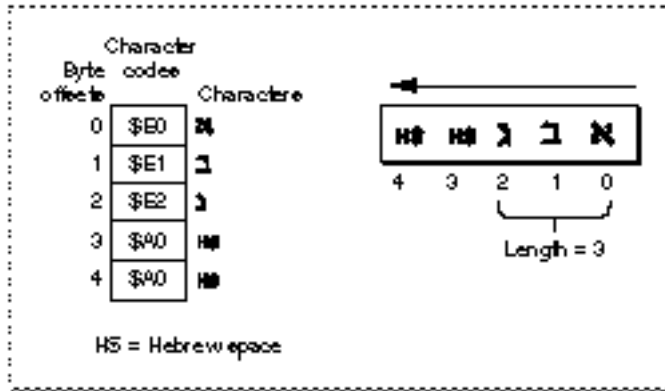 Character
Byte codes
offsets Characters
0 $E0 א
1 $E1 ב
2 $E2 ג
3 $A0 HS
4 $A0 HS
HS = Hebrew space
HS HS ג ב א
4 3 2 1 0
Length = 3